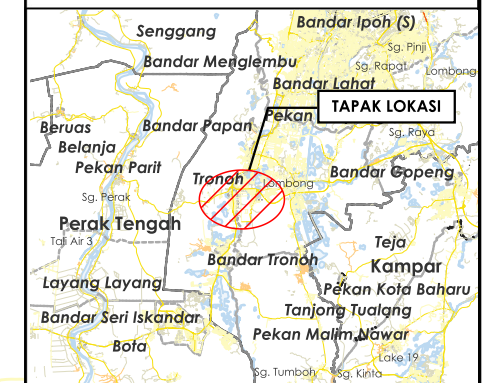 Bandar Ipoh (S)
Senggang
Sg. Pinji
Bandar Menglembu
Sg. Rapat
Lombong
Bandar Lahat
TAPAK LOKASI
Pekan
Beruas
Bandar Papan
Sg. Raya
Belanja
Pekan Parit
Tronoh
Lombong
Bandar Gopeng
Sg. Perak
Perak Tengah
Tali Air 3
Teja
Bandar Tronoh
Kampar
Layang Layang
Pekan Kota Baharu
Bandar Seri Iskandar
Tanjong Tualang
Pekan Malim Nawar
Bota
Lake 19
Sg. Tumboh
Sg. Kinta